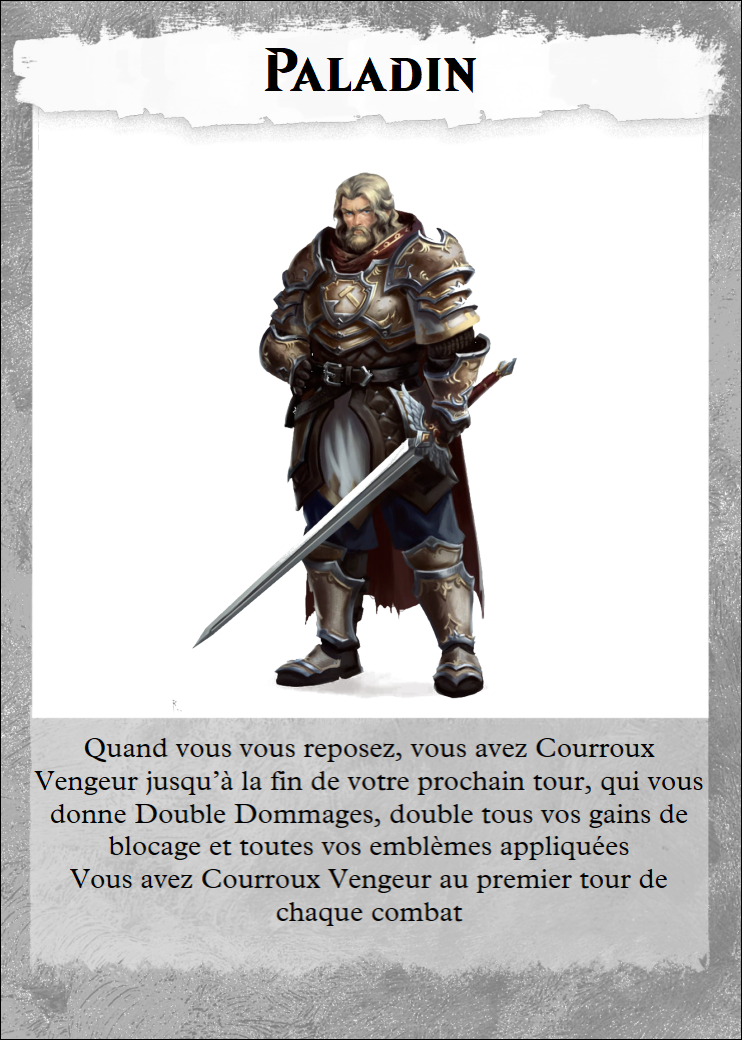 Paladin
Quand vous vous reposez, vous avez Courroux
Vengeur jusqu’à la fin de votre prochain tour, qui vous
donne Double Dommages, double tous vos gains de
blocage et toutes vos emblèmes appliquées
Vous avez Courroux Vengeur au premier tour de
chaque combat